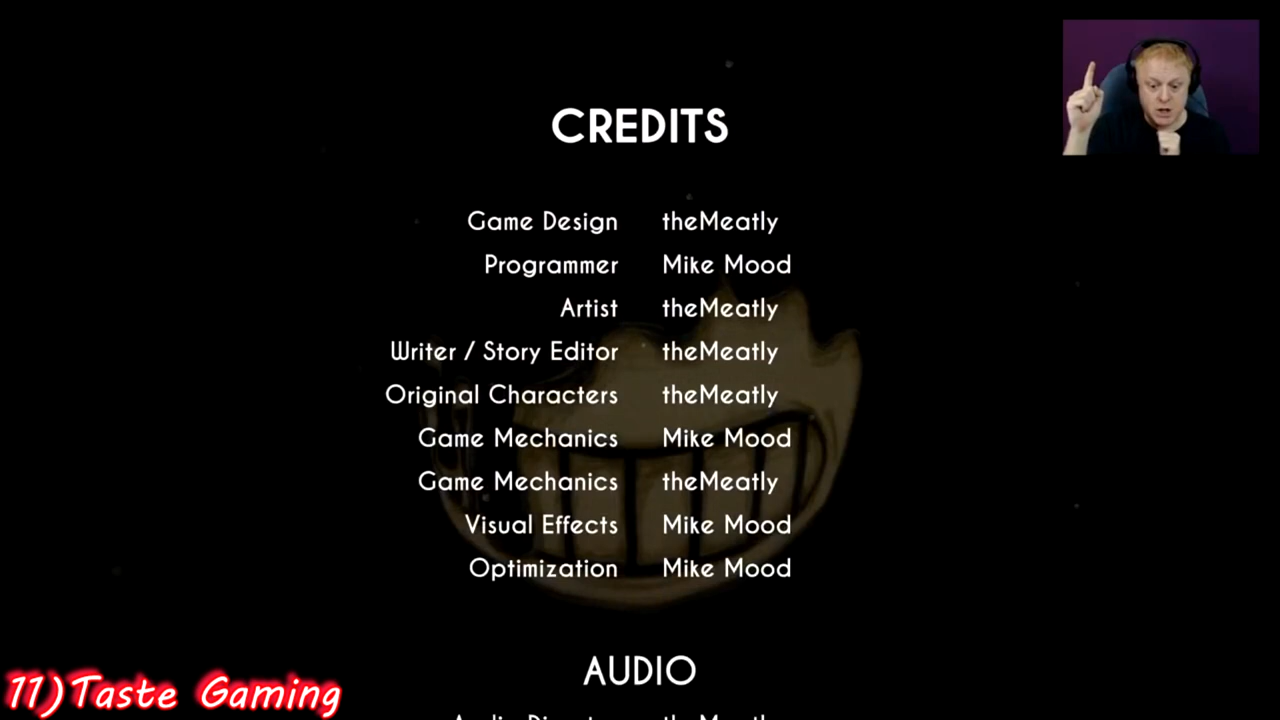 CREDITS
Game Design theMeatly
Programmer Mike Mood
Artist theMeatly
Writer / Story Editor theMeatly
Original Characters theMeatly
Game Mechanics Mike Mood
Game Mechanics theMeatly
Visual Effects Mike Mood
Optimization Mike Mood
AUDIO
11)Taste Gaming